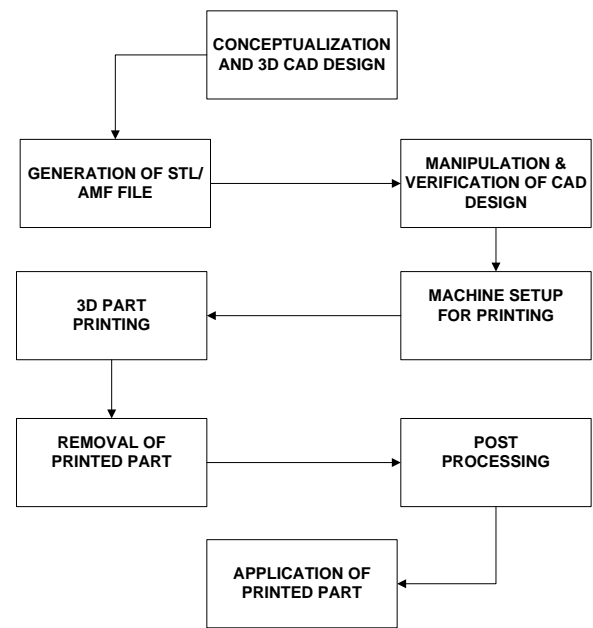 CONCEPTUALIZATION
AND 3D CAD DESIGN
GENERATION OF STL/
AMF FILE
MANIPULATION &
VERIFICATION OF CAD
DESIGN
MACHINE SETUP
FOR PRINTING
3D PART
PRINTING
REMOVAL OF
PRINTED PART
POST
PROCESSING
APPLICATION OF
PRINTED PART